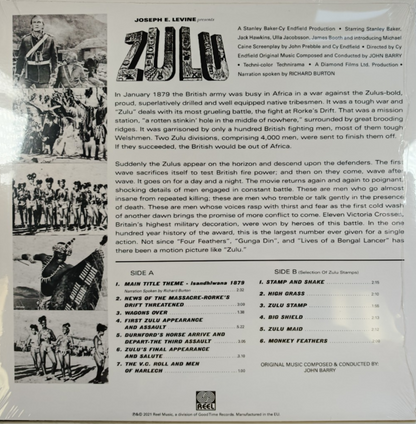 JOSEPH E. LEVINE presents
ZULU
A Stanley Baker-Cy Endfield Production • Starring Stanley Baker,
Jack Hawkins, Ulla Jacobsson, James Booth and introducing Michael
Caine Screenplay by John Prebble and Cy Endfield • Directed by Cy
Endfield Original Music Composed and Conducted by JOHN BARRY
• Techni-color Technirama • A Diamond Films Ltd. Production •
Narration spoken by RICHARD BURTON
In January 1879 the British army was busy in Africa in a war against the Zulus-bold,
proud, superlatively drilled and well equipped native tribesmen. It was a tough war and
"Zulu" deals with its most grueling battle, the fight at Rorke's Drift. That was a mission
station, "a rotten stinkin' hole in the middle of nowhere," surrounded by great brooding
ridges. It was garrisoned by only a hundred British fighting men, most of them tough
Welshmen. Two Zulu divisions, comprising 4,000 men, were sent to finish them off.
If they succeeded, the British would be out of Africa.
Suddenly the Zulus appear on the horizon and descend upon the defenders. The first
wave sacrifices itself to test British fire power; and then on they come, wave after
wave. It goes on for a day and a night. The movie returns again and again to poignant,
shocking details of men engaged in constant battle. These are men who go almost
insane from repeated killing; these are men who tremble or talk gently in the presence
of death. These are men whose voices rasp with thirst and fear as the first cold wash
of another dawn brings the promise of more conflict to come. Eleven Victoria Crosses,
Britain's highest military decoration, were won by heroes of this battle. In the one
hundred year history of the award, this is the largest number ever given for a single
action. Not since "Four Feathers", "Gunga Din", and "Lives of a Bengal Lancer" has
there been a motion picture like "Zulu."
SIDE A
1. MAIN TITLE THEME - Isandhlwana 1879
Narration Spoken by Richard Burton
2. NEWS OF THE MASSACRE-RORKE'S
DRIFT THREATENED
3. WAGONS OVER
4. FIRST ZULU APPEARANCE
AND ASSAULT
5. DURNFORD'S HORSE ARRIVE AND
DEPART-THE THIRD ASSAULT
6. ZULU'S FINAL APPEARANCE
AND SALUTE
7. THE V.C. ROLL AND MEN
OF HARLECH
SIDE B (Selection Of Zulu Stamps)
1. STAMP AND SHAKE
2. HIGH GRASS
3. ZULU STAMP
4. BIG SHIELD
5. ZULU MAID
6. MONKEY FEATHERS
ORIGINAL MUSIC COMPOSED & CONDUCTED BY
JOHN BARRY
REEL
℗&© 2021 Reel Music, a division of GoodTime Records. Manufactured in the EU.